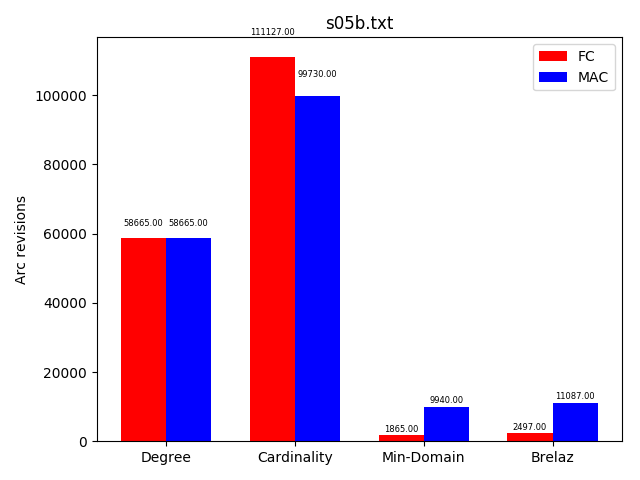 s05b.txt
Arc revisions
100000
80000
60000
40000
20000
0
111127.00
99730.00
58665.00 58665.00
1865.00
9940.00
2497.00
11087.00
FC
MAC
Degree Cardinality Min-Domain Brelaz